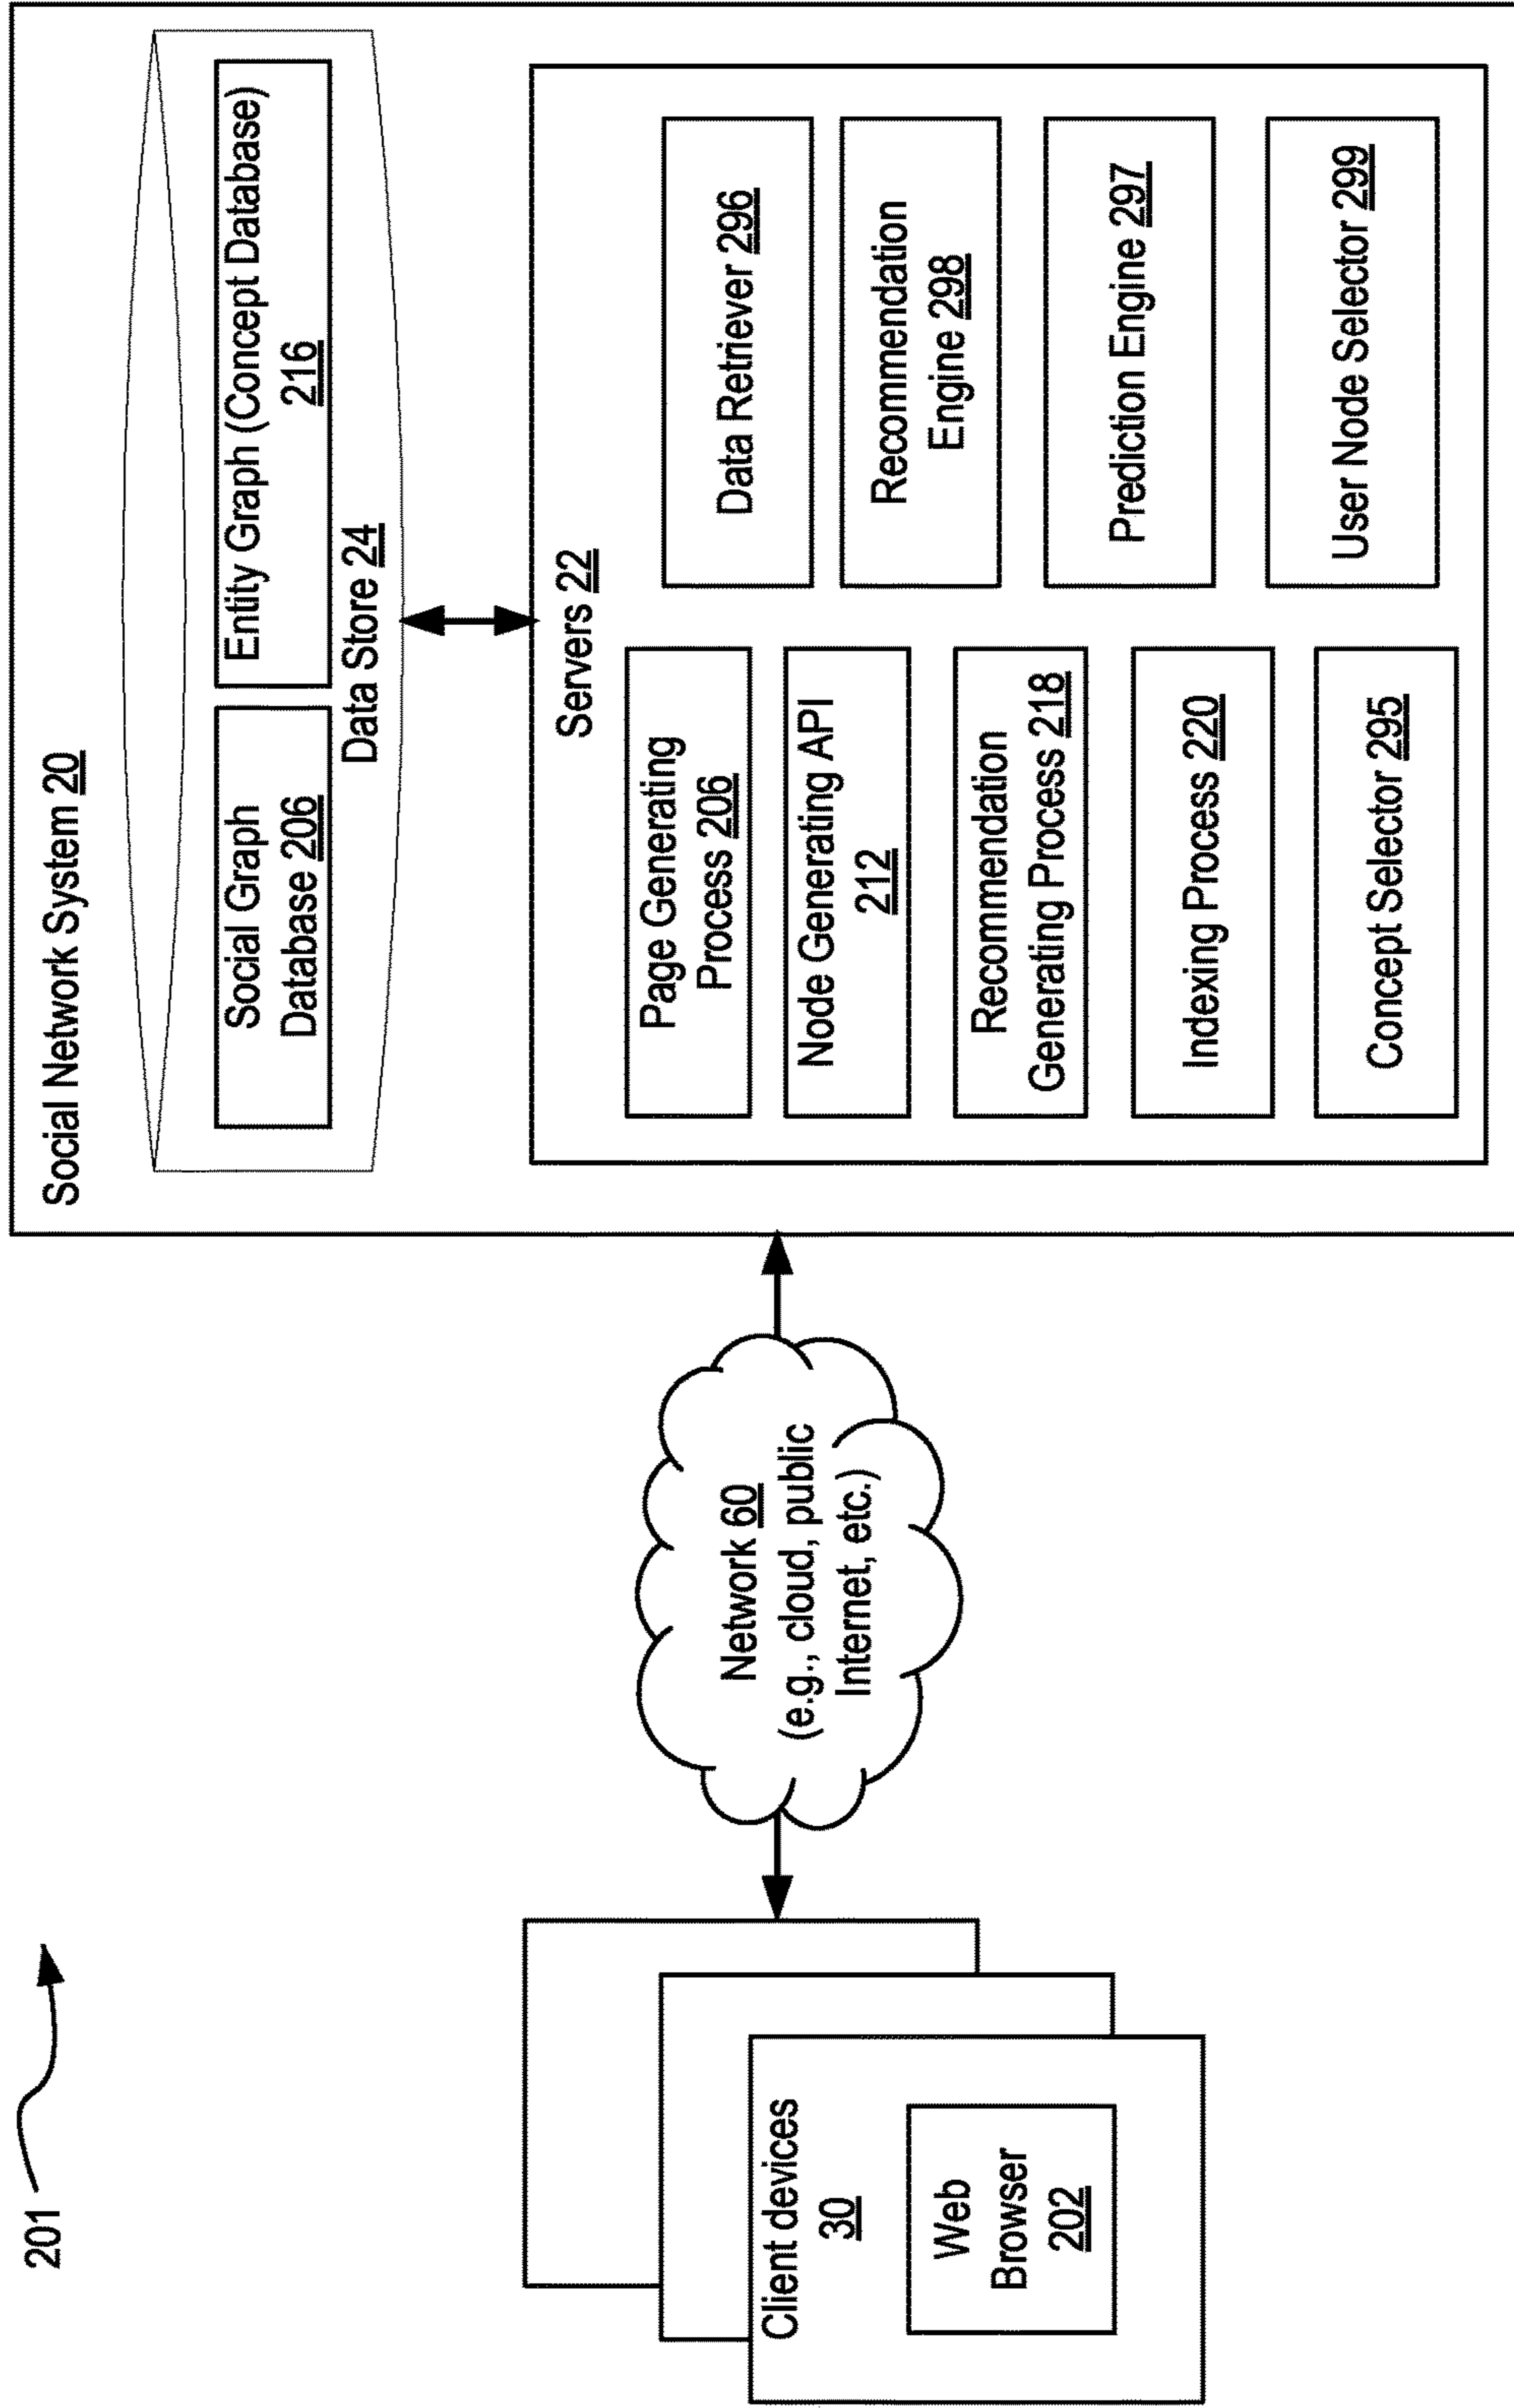 201
Client devices
30
Web
Browser
202
Network 60
(e.g., cloud, public
Internet, etc.)
Social Network System 20
Social Graph
Database 206
Entity Graph (Concept Database)
216
Data Store 24
Servers 22
Page Generating
Process 206
Node Generating API
212
Recommendation
Generating Process 218
Indexing Process 220
Concept Selector 295
Data Retriever 296
Recommendation
Engine 298
Prediction Engine 297
User Node Selector 299